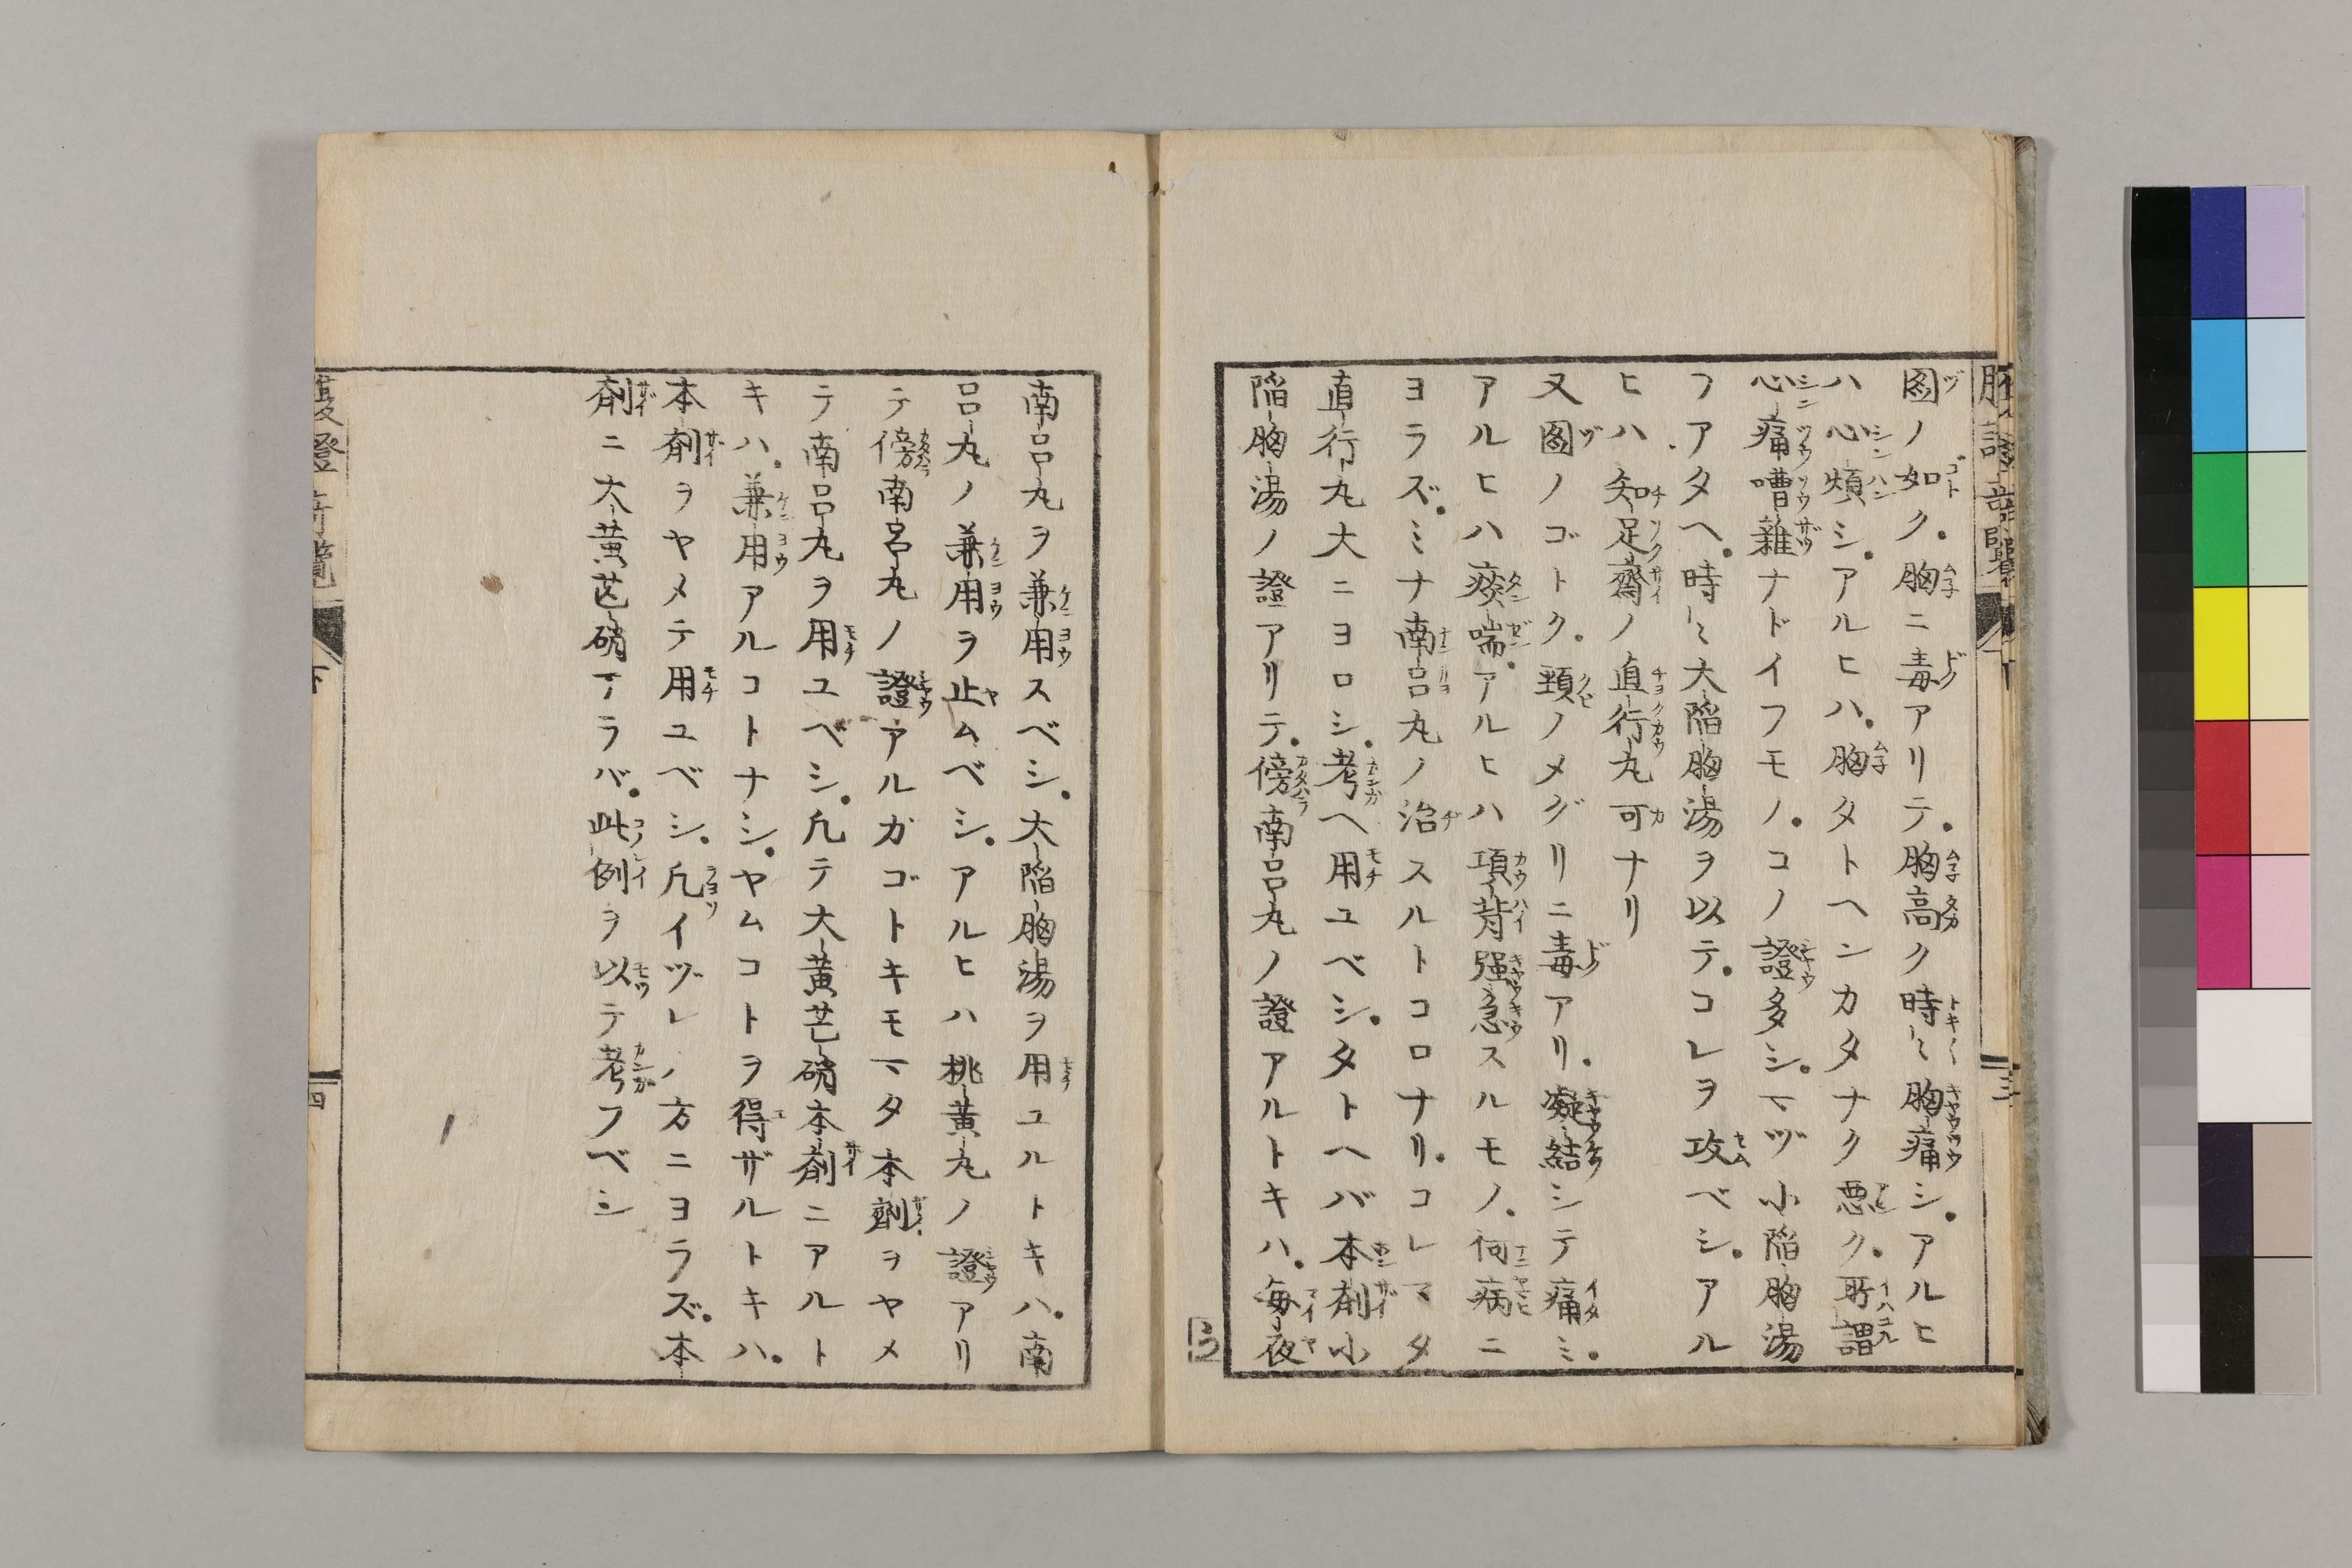 図ノ如ク。胸ニ毒アリテ。胸高ク時〻胸痛シ。アルヒ
ハ心煩シ。アルヒハ。胸タトヘンカタナク悪ク。所謂
心痛嘈雜ナドイフモノ。コノ證多シ。マヅ小陥胸湯
フアタヘ。時〻大陥胸湯ヲ以テ。コレヲ攻ベシ。アル
ヒハ知足齋ノ直行丸可ナリ
又図ノゴトク。頸ノメグリニ毒アリ。凝結シテ痛ミ。
アルヒハ痰喘。アルヒハ項背强急スルモノ。何病ニ
ヨラズ。ミナ南呂丸ノ治スルトコロナリ。コレマタ
直行丸大ニヨロシ。考ヘ用ユベシ。タトヘバ本剤小
陥胸湯ノ證アリテ。傍南呂丸ノ證アルトキハ。毎夜
三
南呂丸ヲ兼用スベシ。大陥胸湯ヲ用ユルトキハ。南
呂丸ノ兼用ヲ止ムベシ。アルヒハ桃黄丸ノ證アリ
テ傍南呂丸ノ證アルガゴトキモマタ本剤ヲヤメ
テ南呂丸ヲ用ユベシ。凡テ大黄芒硝本剤ニアルト
キハ。兼用アルコトナシ。ヤムコトヲ得ザルトキハ。
本剤ヲヤメテ用ユベシ。凡イヅレノ方ニヨラズ。本
剤ニ大黄芒硝アラバ。此例ヲ以テ考フベシ
下
四